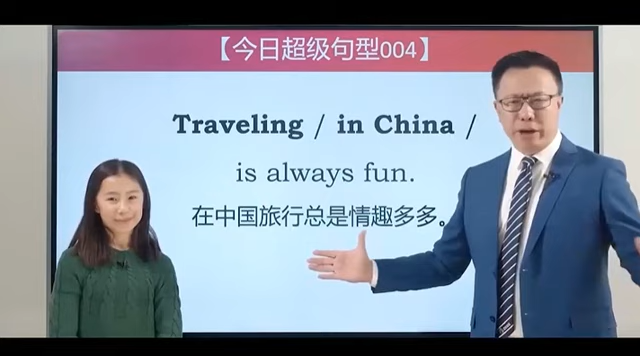 【今日超级句型004】
Traveling / in China /
is always fun.
在中国旅行总是情趣多多。